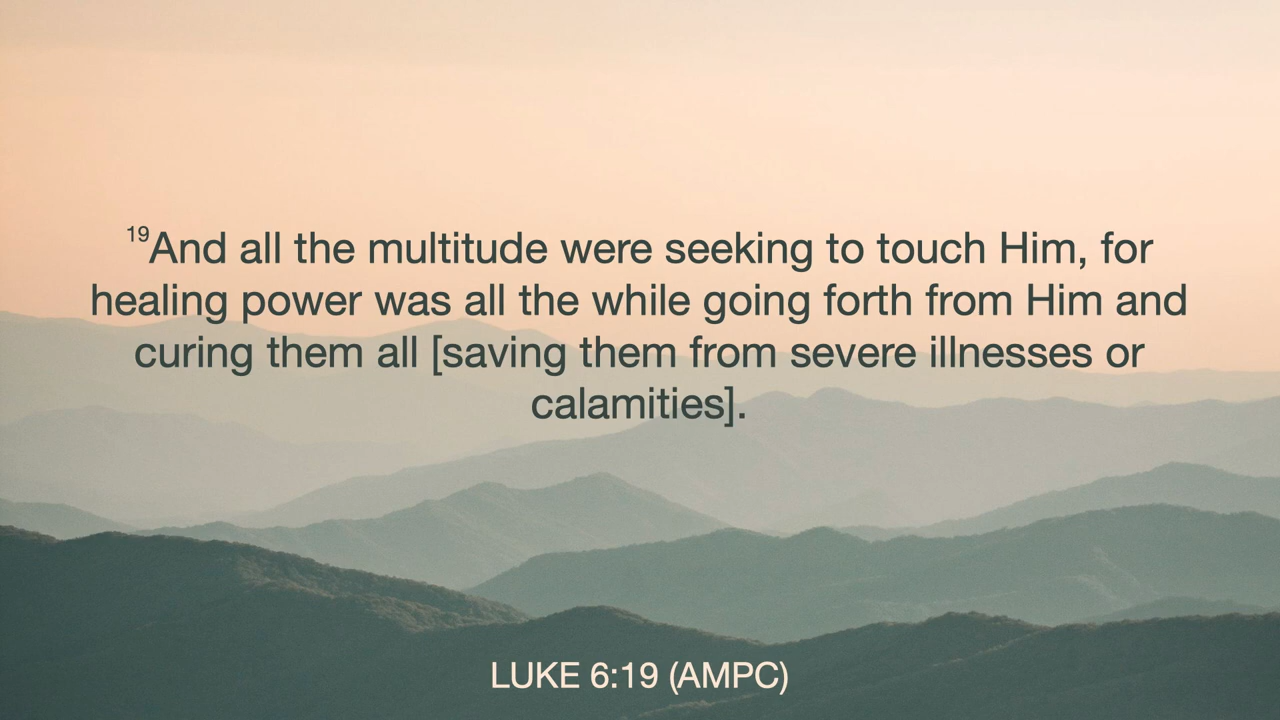 ¹⁹And all the multitude were seeking to touch Him, for
healing power was all the while going forth from Him and
curing them all [saving them from severe illnesses or
calamities].
LUKE 6:19 (AMPC)